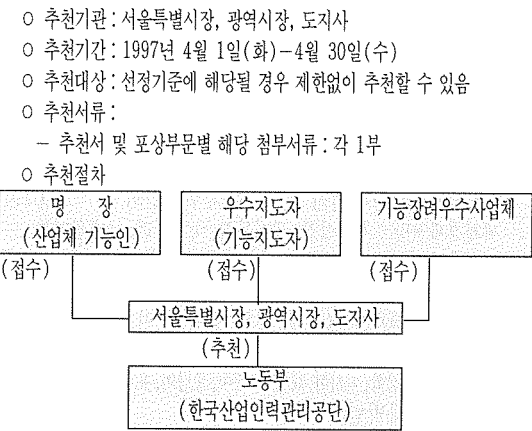 ㅇ 추천기관 : 서울특별시장, 광역시장, 도지사
ㅇ 추천기간 : 1997년 4월 1일(화)-4월 30일(수)
ㅇ 추천대상 : 선정기준에 해당될 경우 제한없이 추천할 수 있음
ㅇ 추천서류 :
- 추천서 및 포상부문별 해당 첨부서류 : 각 1부
ㅇ 추천절차
명 장 우수지도자 기능장려우수사업체
(산업체 기능인) (기능지도자)
(접수) (접수) (접수)
서울특별시장, 광역시장, 도지사
(추천)
노동부
(한국산업인력관리공단)